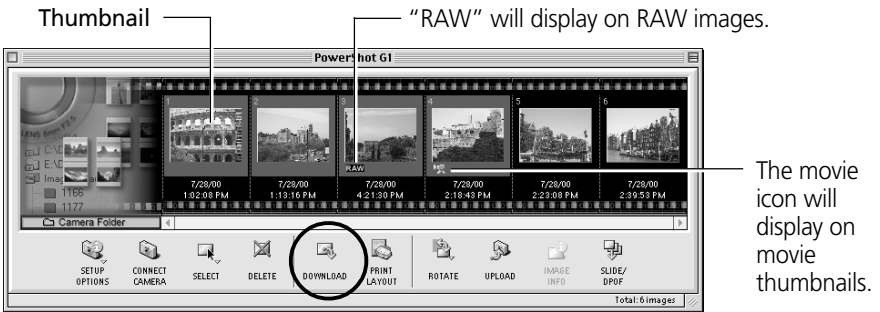 Thumbnail
“RAW” will display on RAW images.
PowerShot G1
1
2
3
4
5
6
RAW
C:\D
E:\D
1166
1177
Camera Folder
7/28/00
1:02:08 PM
7/28/00
1:13:16 PM
7/28/00
4:21:30 PM
7/28/00
2:18:43 PM
7/28/00
2:23:08 PM
7/28/00
2:39:53 PM
The movie
icon will
display on
movie
thumbnails.
SETUP
OPTIONS
CONNECT
CAMERA
SELECT
DELETE
DOWNLOAD
PRINT
LAYOUT
ROTATE
UPLOAD
IMAGE
INFO
SLIDE/
DPOF
Total:6images